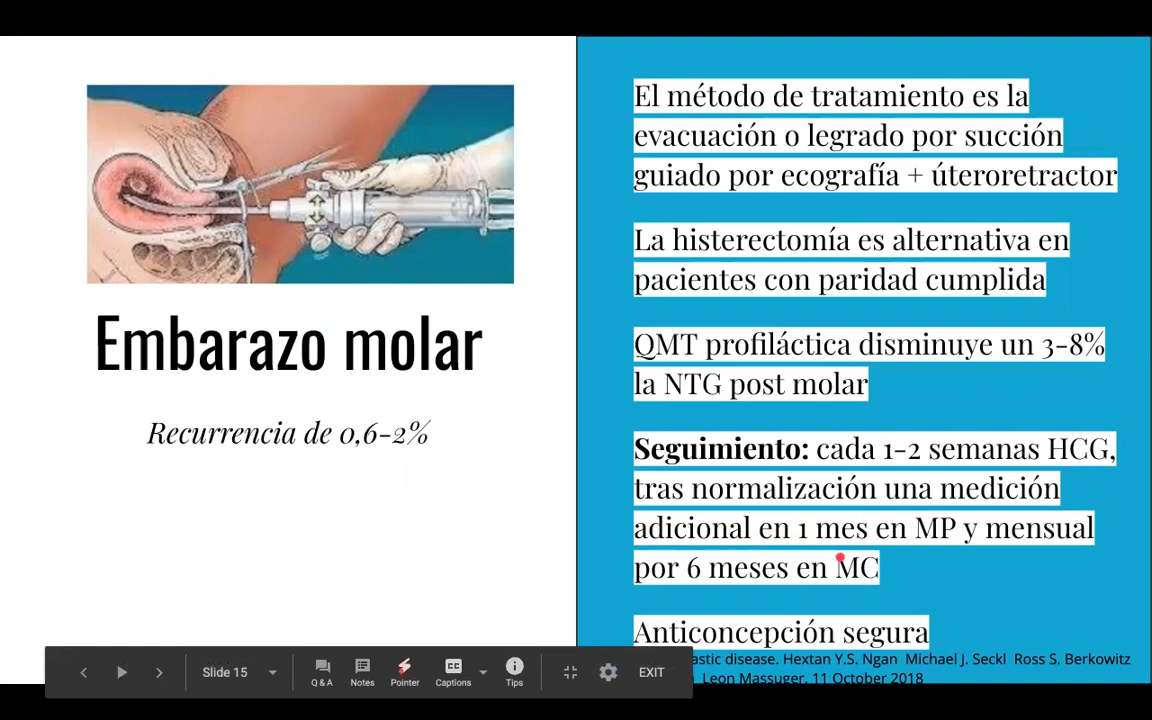 Embarazo molar
Recurrencia de 0,6-2%
El método de tratamiento es la
evacuación o legrado por succión
guiado por ecografía + úteroretractor
La histerectomía es alternativa en
pacientes con paridad cumplida
QMT profiláctica disminuye un 3-8%
la NTG post molar
Seguimiento: cada 1-2 semanas HCG,
tras normalización una medición
adicional en 1 mes en MP y mensual
por 6 meses en MC
Anticoncepción segura
disease. Hextan Y.S. Ngan Michael J. Seckl Ross S. Berkowitz
Leon Massuger. 11 October 2018
Slide 15
Q & A
Notes
Pointer
Captions
Tips
EXIT